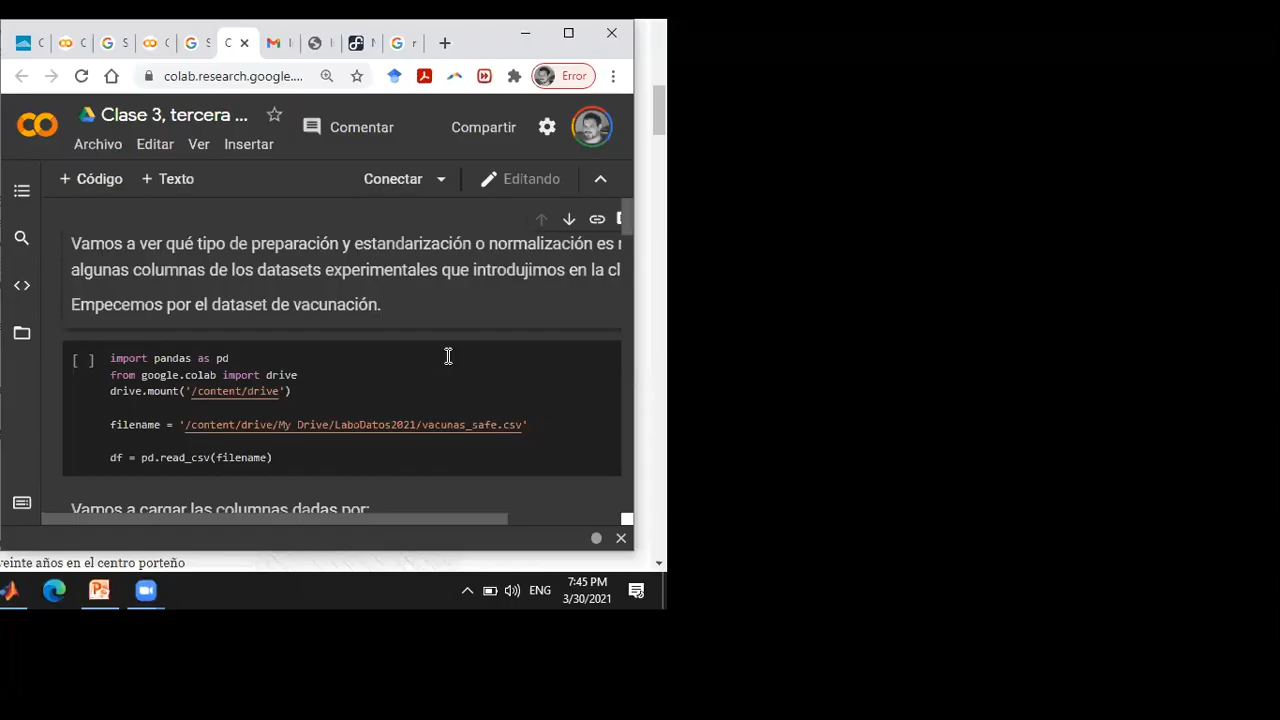 colab.research.google....
Error
Clase 3, tercera ...
Comentar
Compartir
Archivo Editar Ver Insertar
+ Código + Texto
Conectar
Editando
Vamos a ver qué tipo de preparación y estandarización o normalización es
algunas columnas de los datasets experimentales que introdujimos en la
Empecemos por el dataset de vacunación.
[ ] import pandas as pd
from google.colab import drive
drive.mount('/content/drive')
filename = '/content/drive/My Drive/LaboDatos2021/vacunas_safe.csv'
df = pd.read_csv(filename)
Vamos a cargar las columnas dadas por:
veinte años en el centro porteño
ENG
7:45 PM
3/30/2021